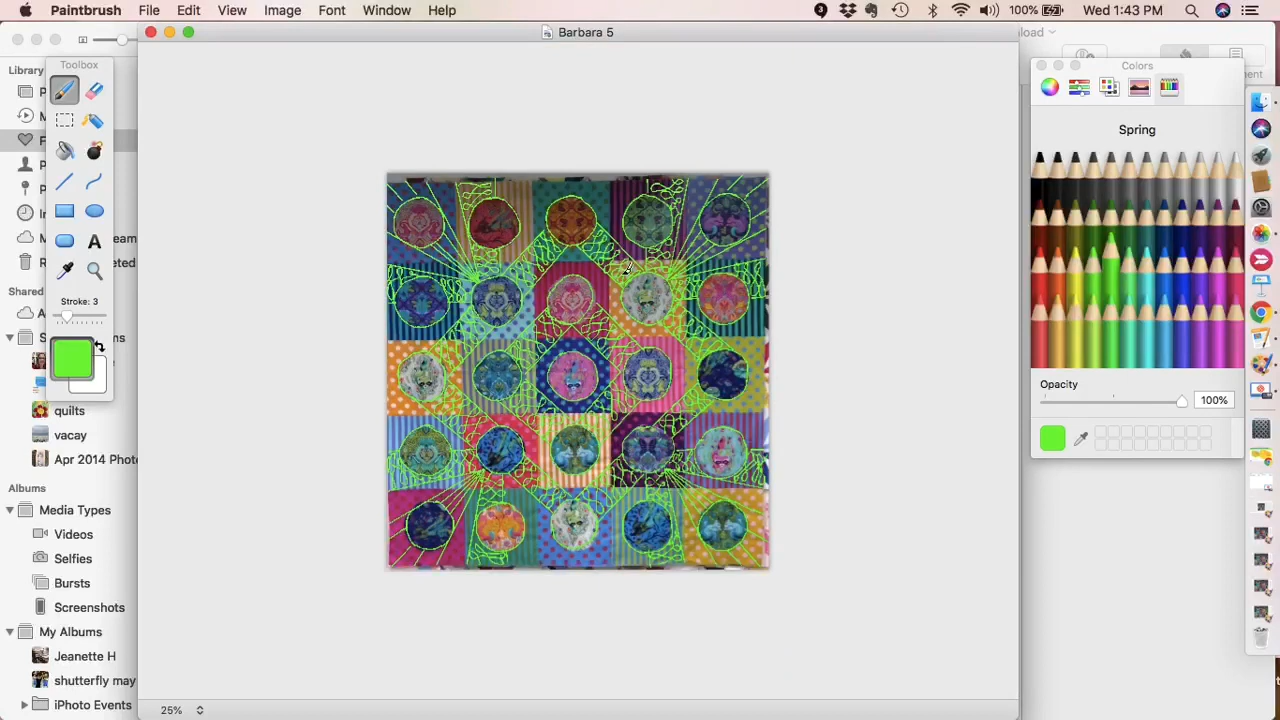 Paintbrush File Edit View Image Font Window Help
3
100% Wed 1:43 PM
Barbara 5
Toolbox
Library
Shared
Stroke: 3
quilts
vacay
Apr 2014 Photo
Albums
Media Types
Videos
Selfies
Bursts
Screenshots
My Albums
Jeanette H
shutterfly may
iPhoto Events
25%
Colors
Spring
Opacity
100%